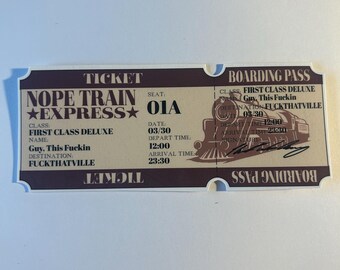 TICKET
NOPE TRAIN
★EXPRESS★
CLASS:
FIRST CLASS DELUXE
NAME:
Guy, This Fuckin
DESTINATION:
FUCKTHATVILLE
SEAT:
01A
DATE:
03/30
DEPART TIME:
12:00
ARRIVAL TIME:
23:30
TICKET
BOARDING PASS
CLASS:
FIRST CLASS DELUXE
Guy, This Fuckin
FUCKTHATVILLE
03/30
12:00
BOARDING PASS